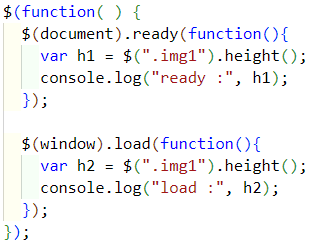 $(function( ) {
  $(document).ready(function(){
    var h1 = $(".img1").height();
    console.log("ready :", h1);
  });

  $(window).load(function(){
    var h2 = $(".img1").height();
    console.log("load :", h2);
  });
});